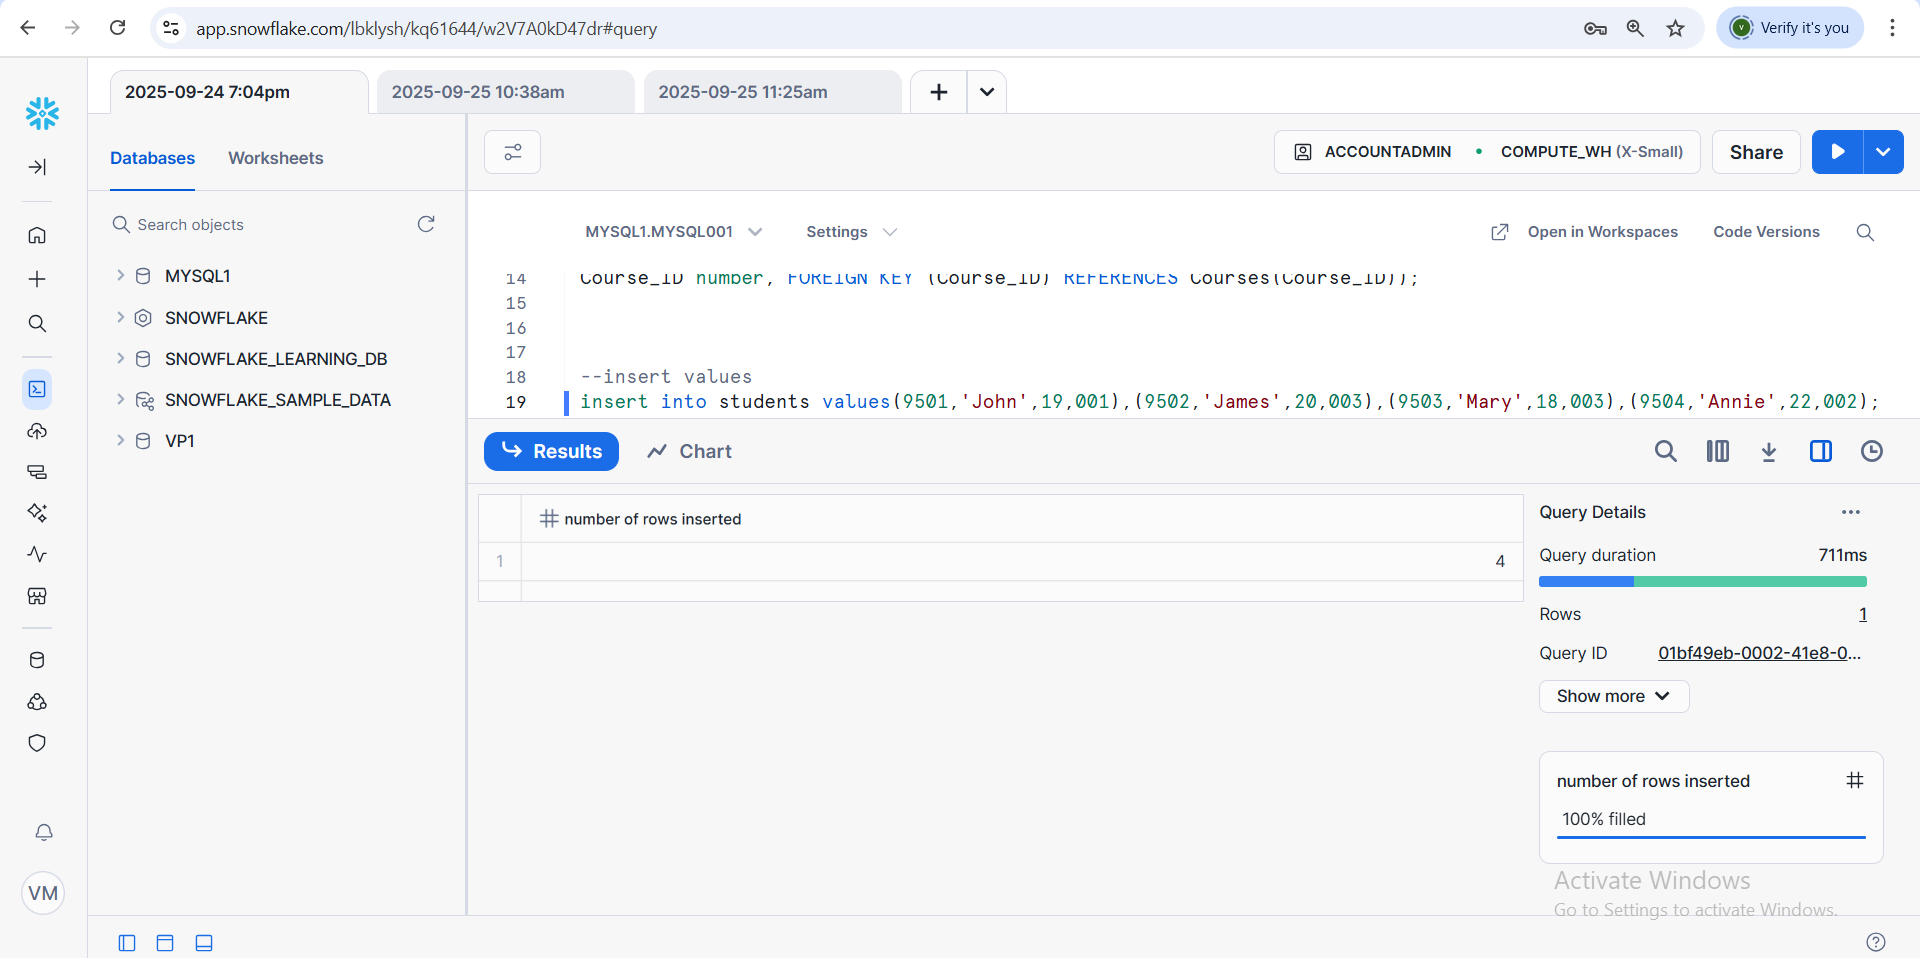 app.snowflake.com/lbklysh/kq61644/w2V7A0kD47dr#query
V
Verify it's you
2025-09-24 7:04pm
2025-09-25 10:38am
2025-09-25 11:25am
Databases
Worksheets
ACCOUNTADMIN
COMPUTE_WH (X-Small)
Share
Search objects
MYSQL1
SNOWFLAKE
SNOWFLAKE_LEARNING_DB
SNOWFLAKE_SAMPLE_DATA
VP1
MYSQL1.MYSQL001
Settings
Open in Workspaces
Code Versions
14 Course_ID number, FOREIGN KEY (Course_ID) REFERENCES Courses(Course_ID));
15
16
17
18 --insert values
19 insert into students values(9501,'John',19,001),(9502,'James',20,003),(9503,'Mary',18,003),(9504,'Annie',22,002);
Results
Chart
number of rows inserted
1 4
Query Details
...
Query duration 711ms
Rows 1
Query ID 01bf49eb-0002-41e8-0...
Show more
number of rows inserted
100% filled
Activate Windows
Go to Settings to activate Windows.
VM